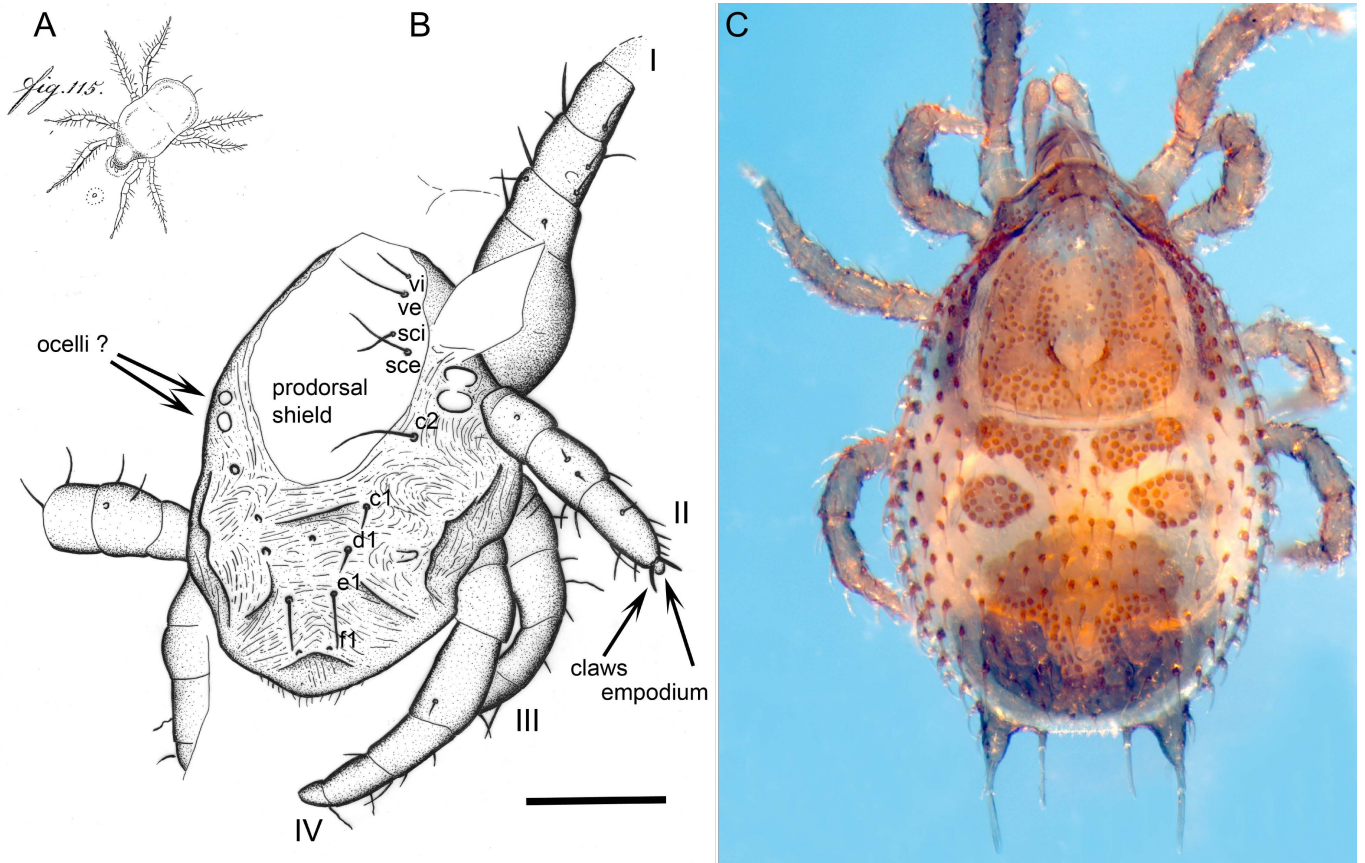 A
B
C
fig. 115.
I
vi
ve
sci
sce
ocelli ?
prodorsal
shield
c2
c1
II
d1
e1
f1
claws
empodium
III
IV